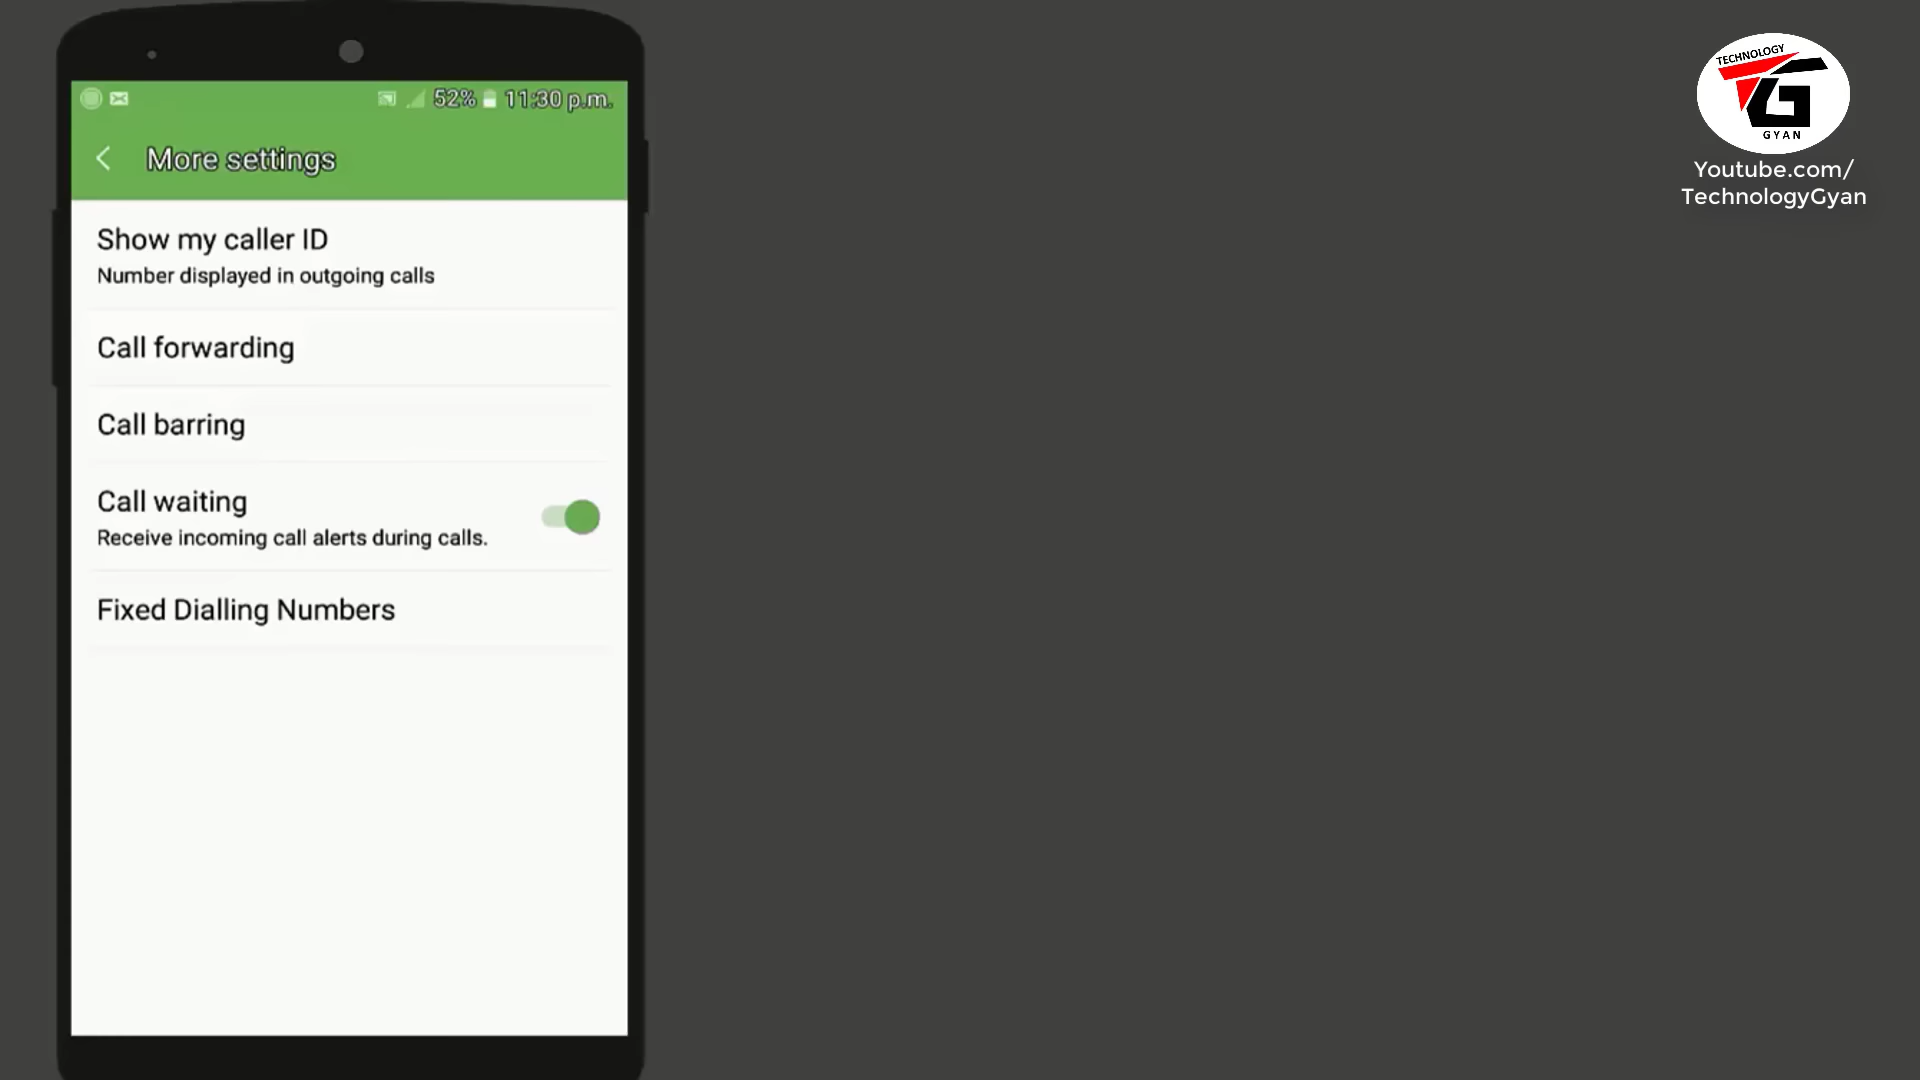 52% 11:30 p.m.
More settings
Show my caller ID
Number displayed in outgoing calls
Call forwarding
Call barring
Call waiting
Receive incoming call alerts during calls.
Fixed Dialling Numbers
TECHNOLOGY
TG
GYAN
Youtube.com/
TechnologyGyan